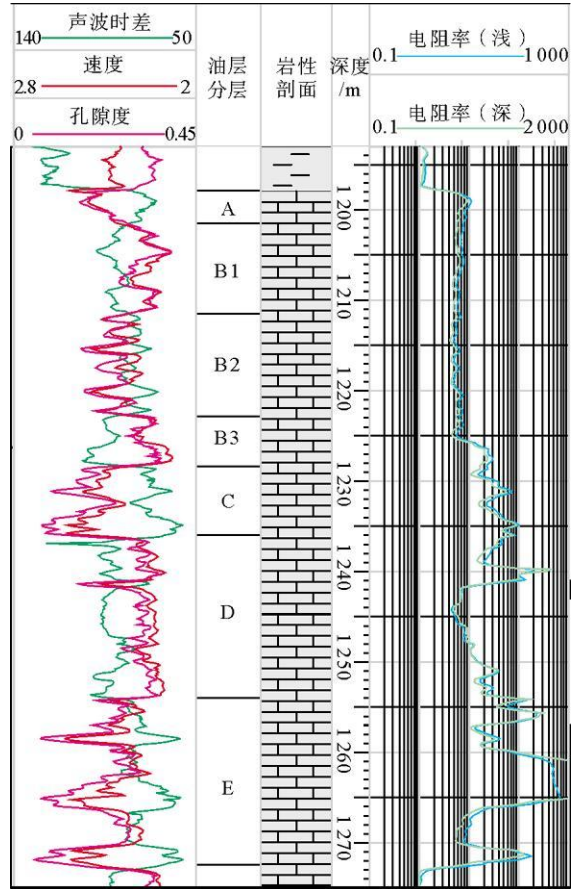 声波时差
140 50
速度
2.8 2
孔隙度
0 0.45
油层
分层
岩性
剖面
深度
/m
电阻率（浅）
0.1 1 000
电阻率（深）
0.1 2 000
A
B1
B2
B3
C
D
E
1 200
1 210
1 220
1 230
1 240
1 250
1 260
1 270